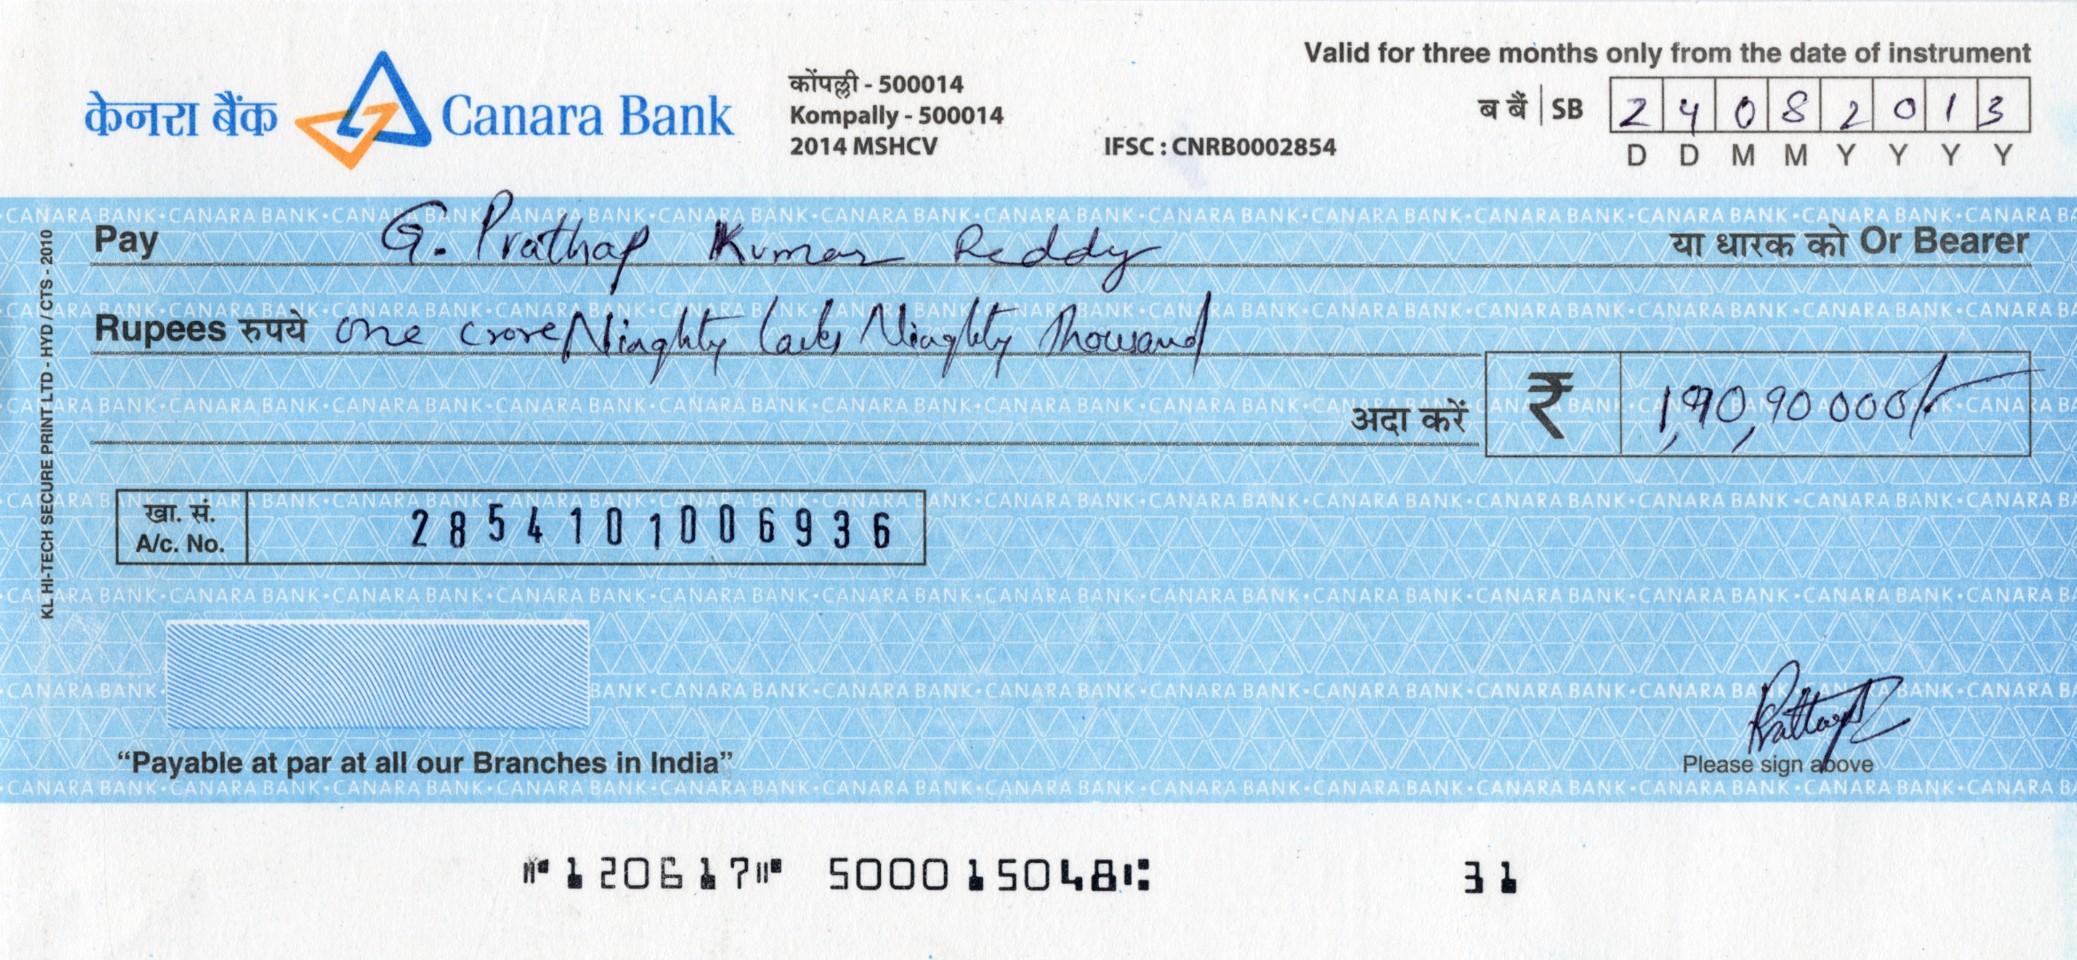 Valid for three months only from the date of instrument
केनरा बैंक Canara Bank
कोंपल्ली - 500014
Kompally - 500014
2014 MSHCV
IFSC : CNRB0002854
ब बैं | SB 2 4 0 8 2 0 1 3
D D M M Y Y Y Y
Pay G. Prathap Kumar Reddy या धारक को Or Bearer
Rupees रुपये one crore Ninghty lacks Ninghty Thousand
अदा करें ₹ 1,90,90000/-
खा. सं.
A/c. No.
2854101006936
KL HI-TECH SECURE PRINT LTD - HYD / CTS - 2010
"Payable at par at all our Branches in India"
Please sign above
⑈120617⑈ 500015048⑆ 31